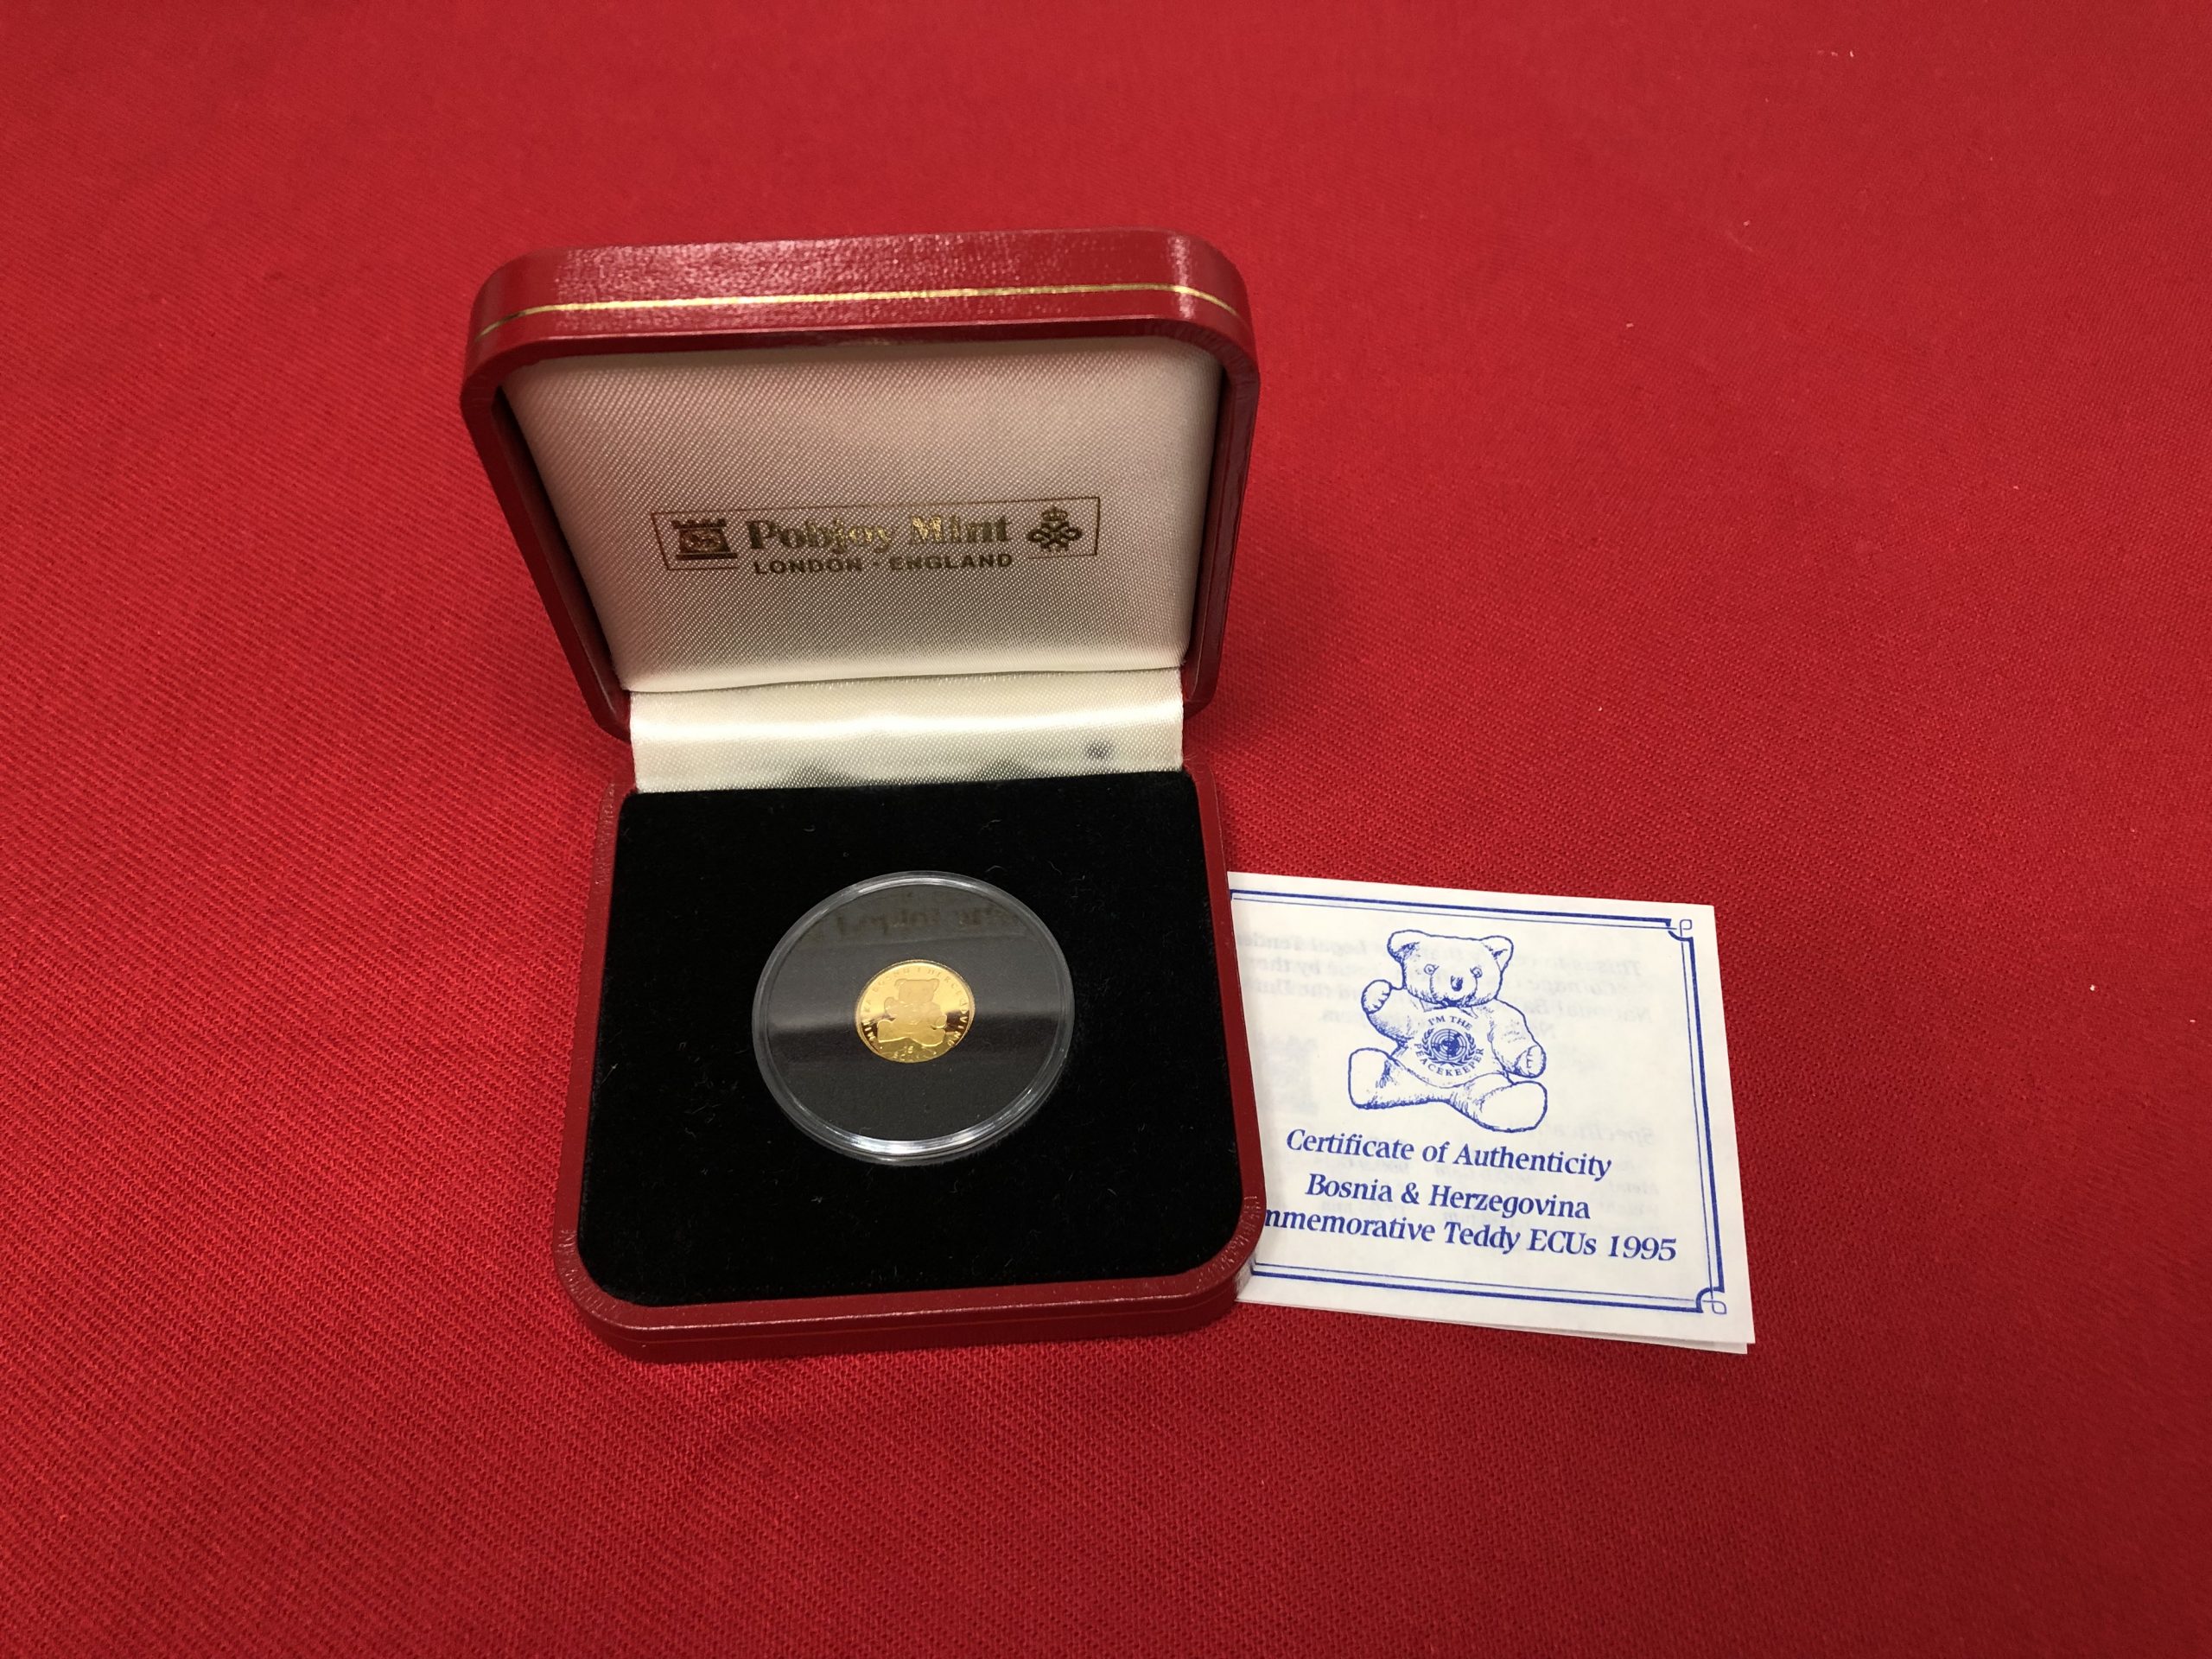 Pobjoy Mint
LONDON · ENGLAND
I'M THE
PEACEKEEPER
Certificate of Authenticity
Bosnia & Herzegovina
mmemorative Teddy ECUs 1995